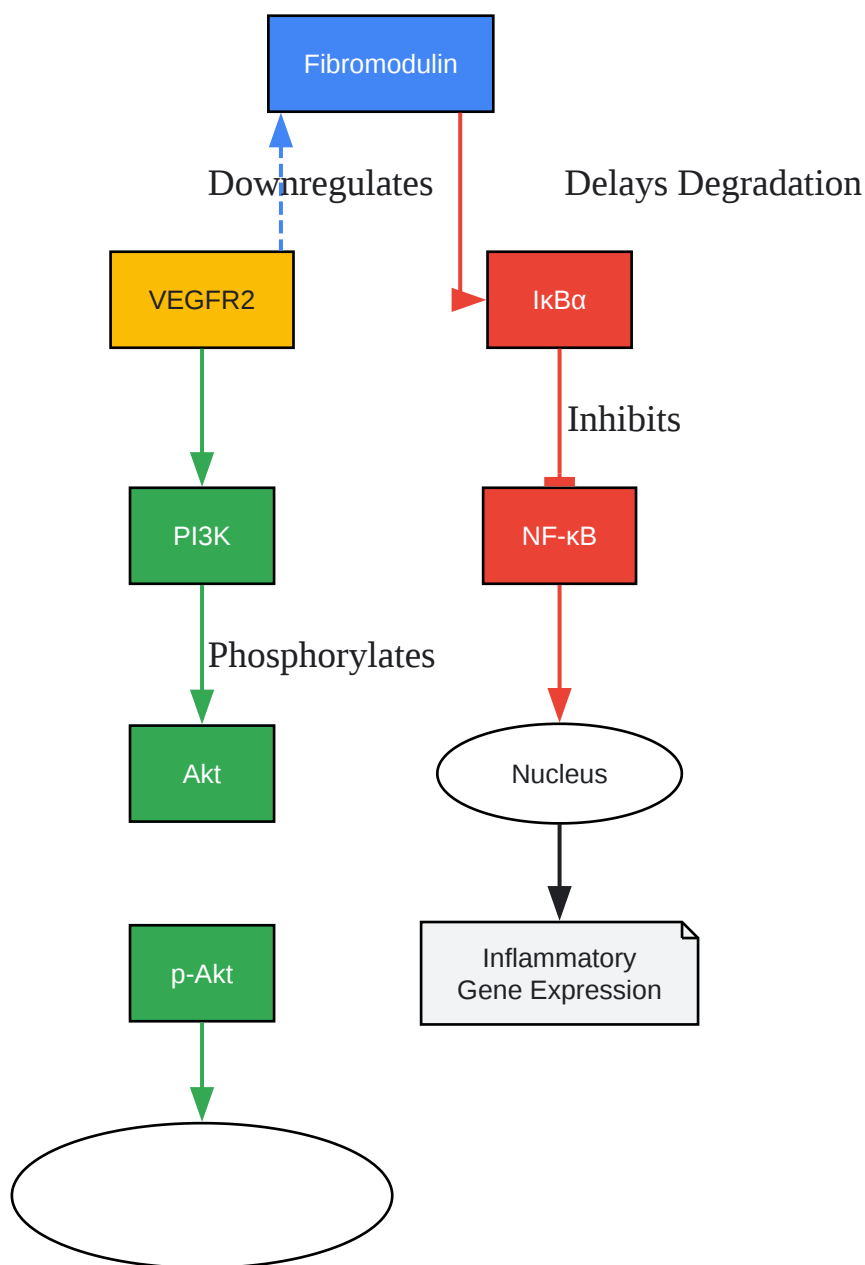 Fibromodulin
Downregulates
Delays Degradation
VEGFR2
IκBα
Inhibits
PI3K
NF-κB
Phosphorylates
Akt
Nucleus
p-Akt
Inflammatory
Gene Expression